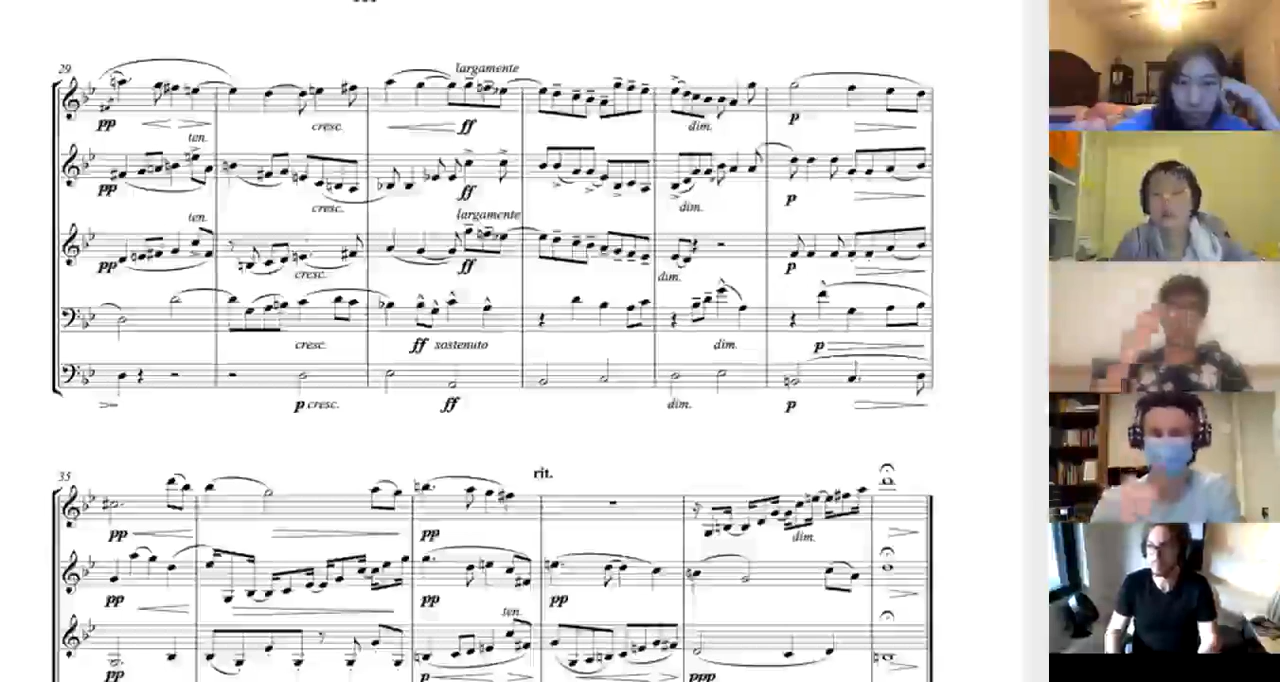 29
largamente
pp cresc. ff dim. p
ten.
pp cresc. ff dim. p
ten. largamente
pp cresc. ff dim. p
cresc. ff sostenuto dim. p
p cresc. ff dim. p
35 rit.
pp pp dim.
pp pp pp
ten.
pp p ppp